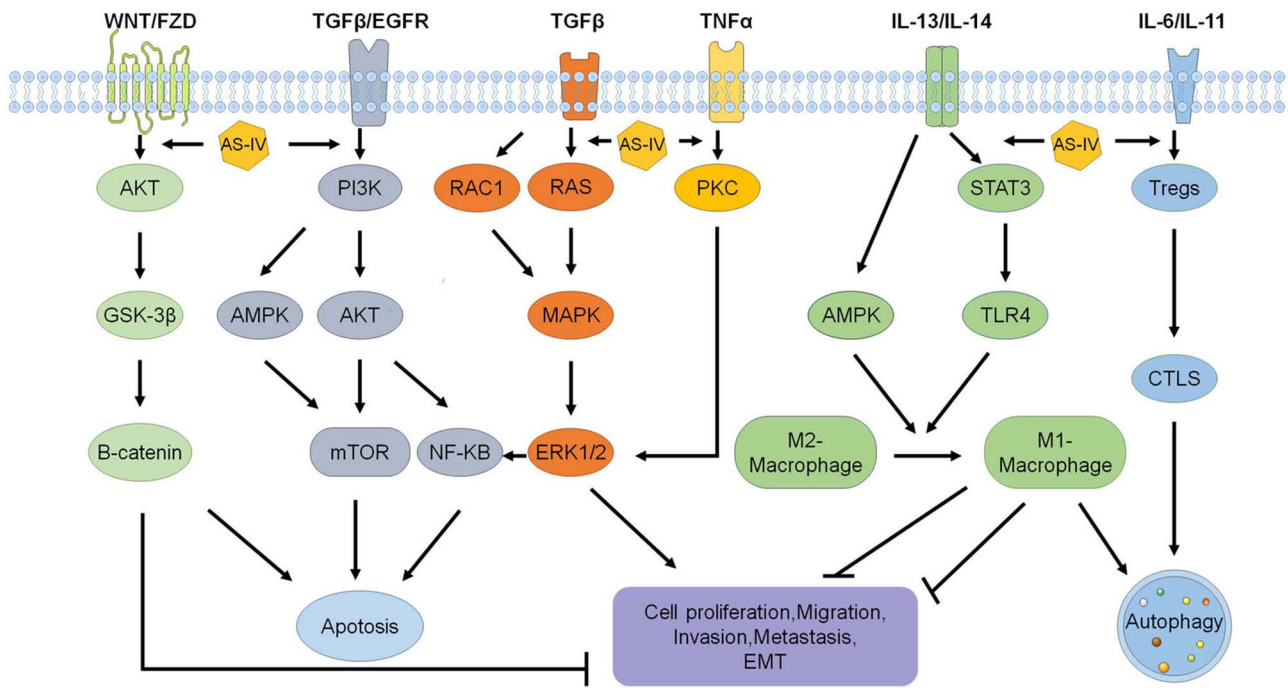 WNT/FZD
TGFβ/EGFR
TGFβ
TNFα
IL-13/IL-14
IL-6/IL-11
AS-IV
AS-IV
AS-IV
AKT
PI3K
RAC1
RAS
PKC
STAT3
Tregs
GSK-3β
AMPK
AKT
MAPK
AMPK
TLR4
CTLS
B-catenin
mTOR
NF-KB
ERK1/2
M2-
Macrophage
M1-
Macrophage
Apotosis
Cell proliferation,Migration,
Invasion,Metastasis,
EMT
Autophagy